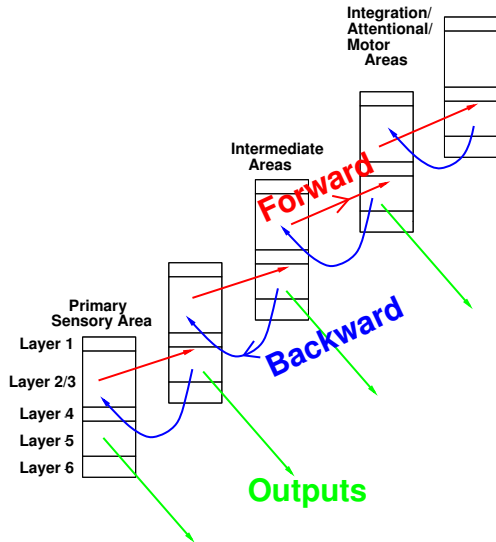 Integration/
Attentional/
Motor
Areas
Intermediate
Areas
Forward
Primary
Sensory Area
Backward
Layer 1
Layer 2/3
Layer 4
Layer 5
Layer 6
Outputs